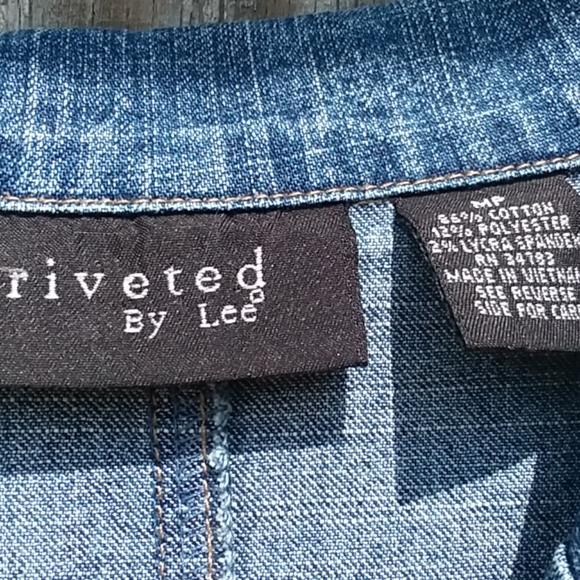 riveted
By Lee
MP
86% COTTON
12% POLYESTER
2% LYCRA SPANDEX
RN 34783
MADE IN VIETNAM
SEE REVERSE
SIDE FOR CARE